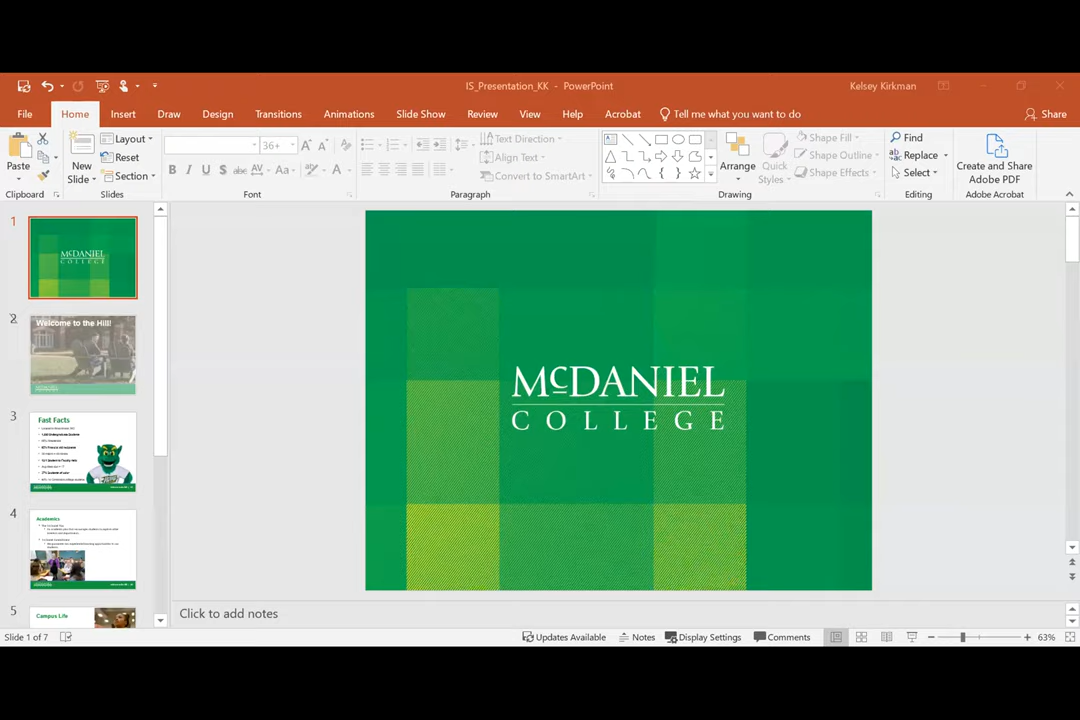 IS_Presentation_KK - PowerPoint
Kelsey Kirkman
File Home Insert Draw Design Transitions Animations Slide Show Review View Help Acrobat Tell me what you want to do Share
Paste
New
Slide
Layout
Reset
Section
36+
Text Direction
Align Text
Convert to SmartArt
Arrange
Quick
Styles
Shape Fill
Shape Outline
Shape Effects
Find
Replace
Select
Create and Share
Adobe PDF
Clipboard Slides Font Paragraph Drawing Editing Adobe Acrobat
1
McDANIEL
COLLEGE
2
Welcome to the Hill!
3
Fast Facts
4
Academics
5
Campus Life
McDANIEL
COLLEGE
Click to add notes
Slide 1 of 7
Updates Available Notes Display Settings Comments 63%